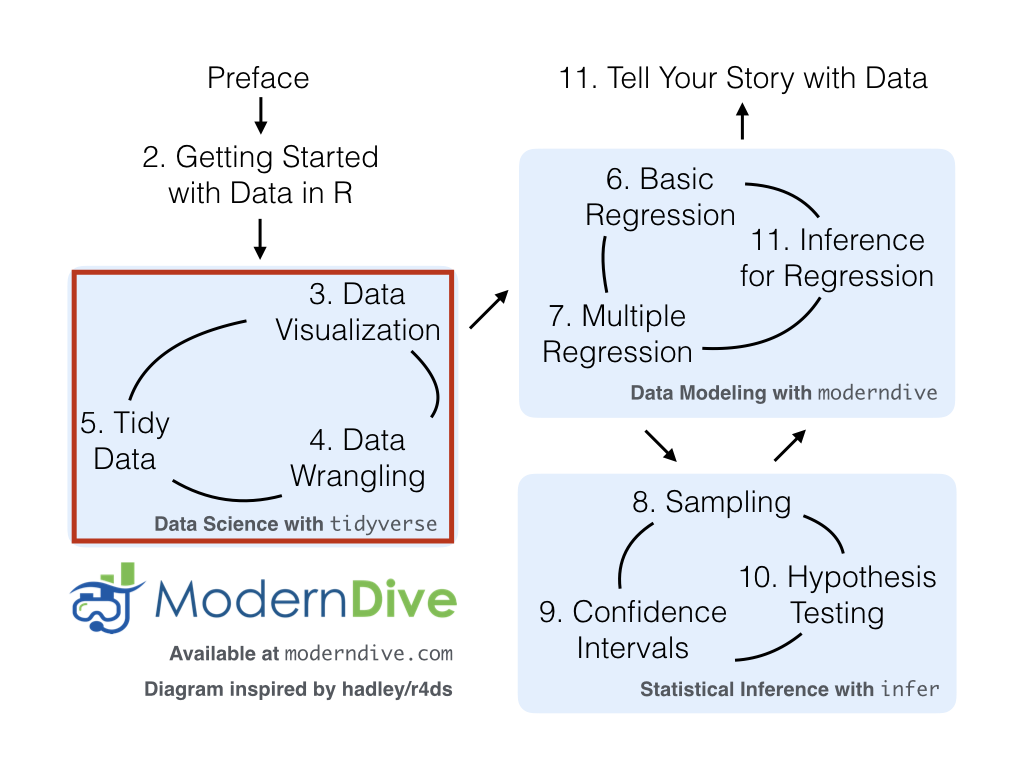 Preface
2. Getting Started
with Data in R
3. Data
Visualization
5. Tidy
Data
4. Data
Wrangling
Data Science with tidyverse
ModernDive
Available at moderndive.com
Diagram inspired by hadley/r4ds
11. Tell Your Story with Data
6. Basic
Regression
11. Inference
for Regression
7. Multiple
Regression
Data Modeling with moderndive
8. Sampling
10. Hypothesis
Testing
9. Confidence
Intervals
Statistical Inference with infer